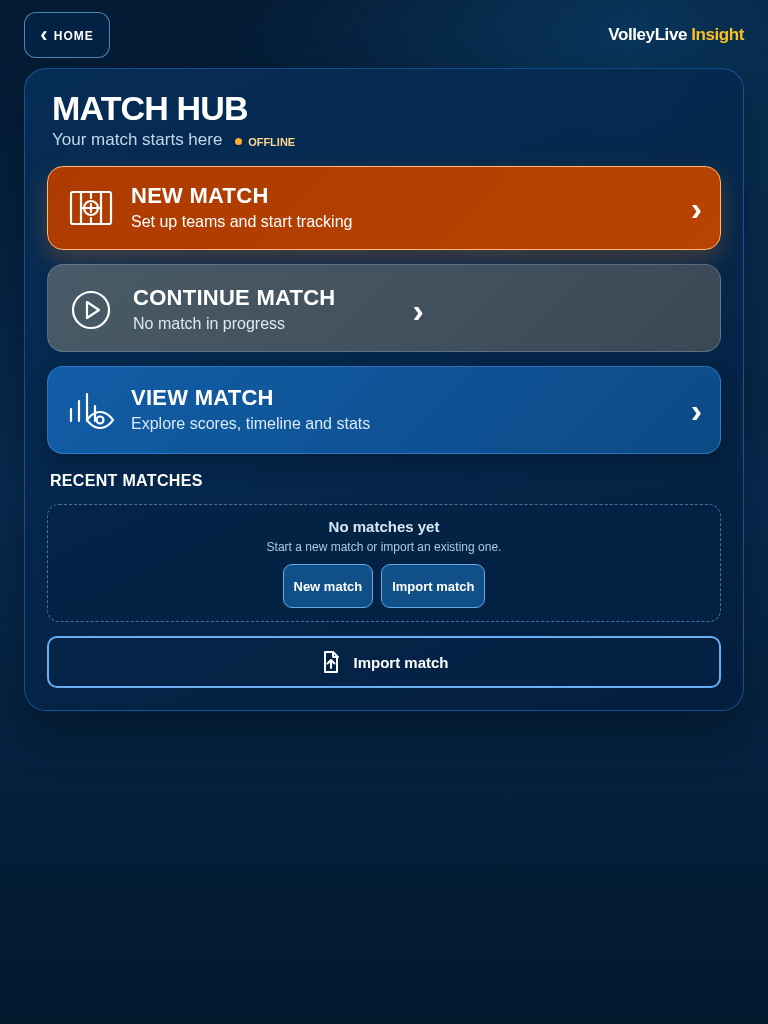 ‹ HOME
VolleyLive Insight
MATCH HUB
Your match starts here
OFFLINE
NEW MATCH
Set up teams and start tracking
›
CONTINUE MATCH
No match in progress
›
VIEW MATCH
Explore scores, timeline and stats
›
RECENT MATCHES
No matches yet
Start a new match or import an existing one.
New match
Import match
Import match